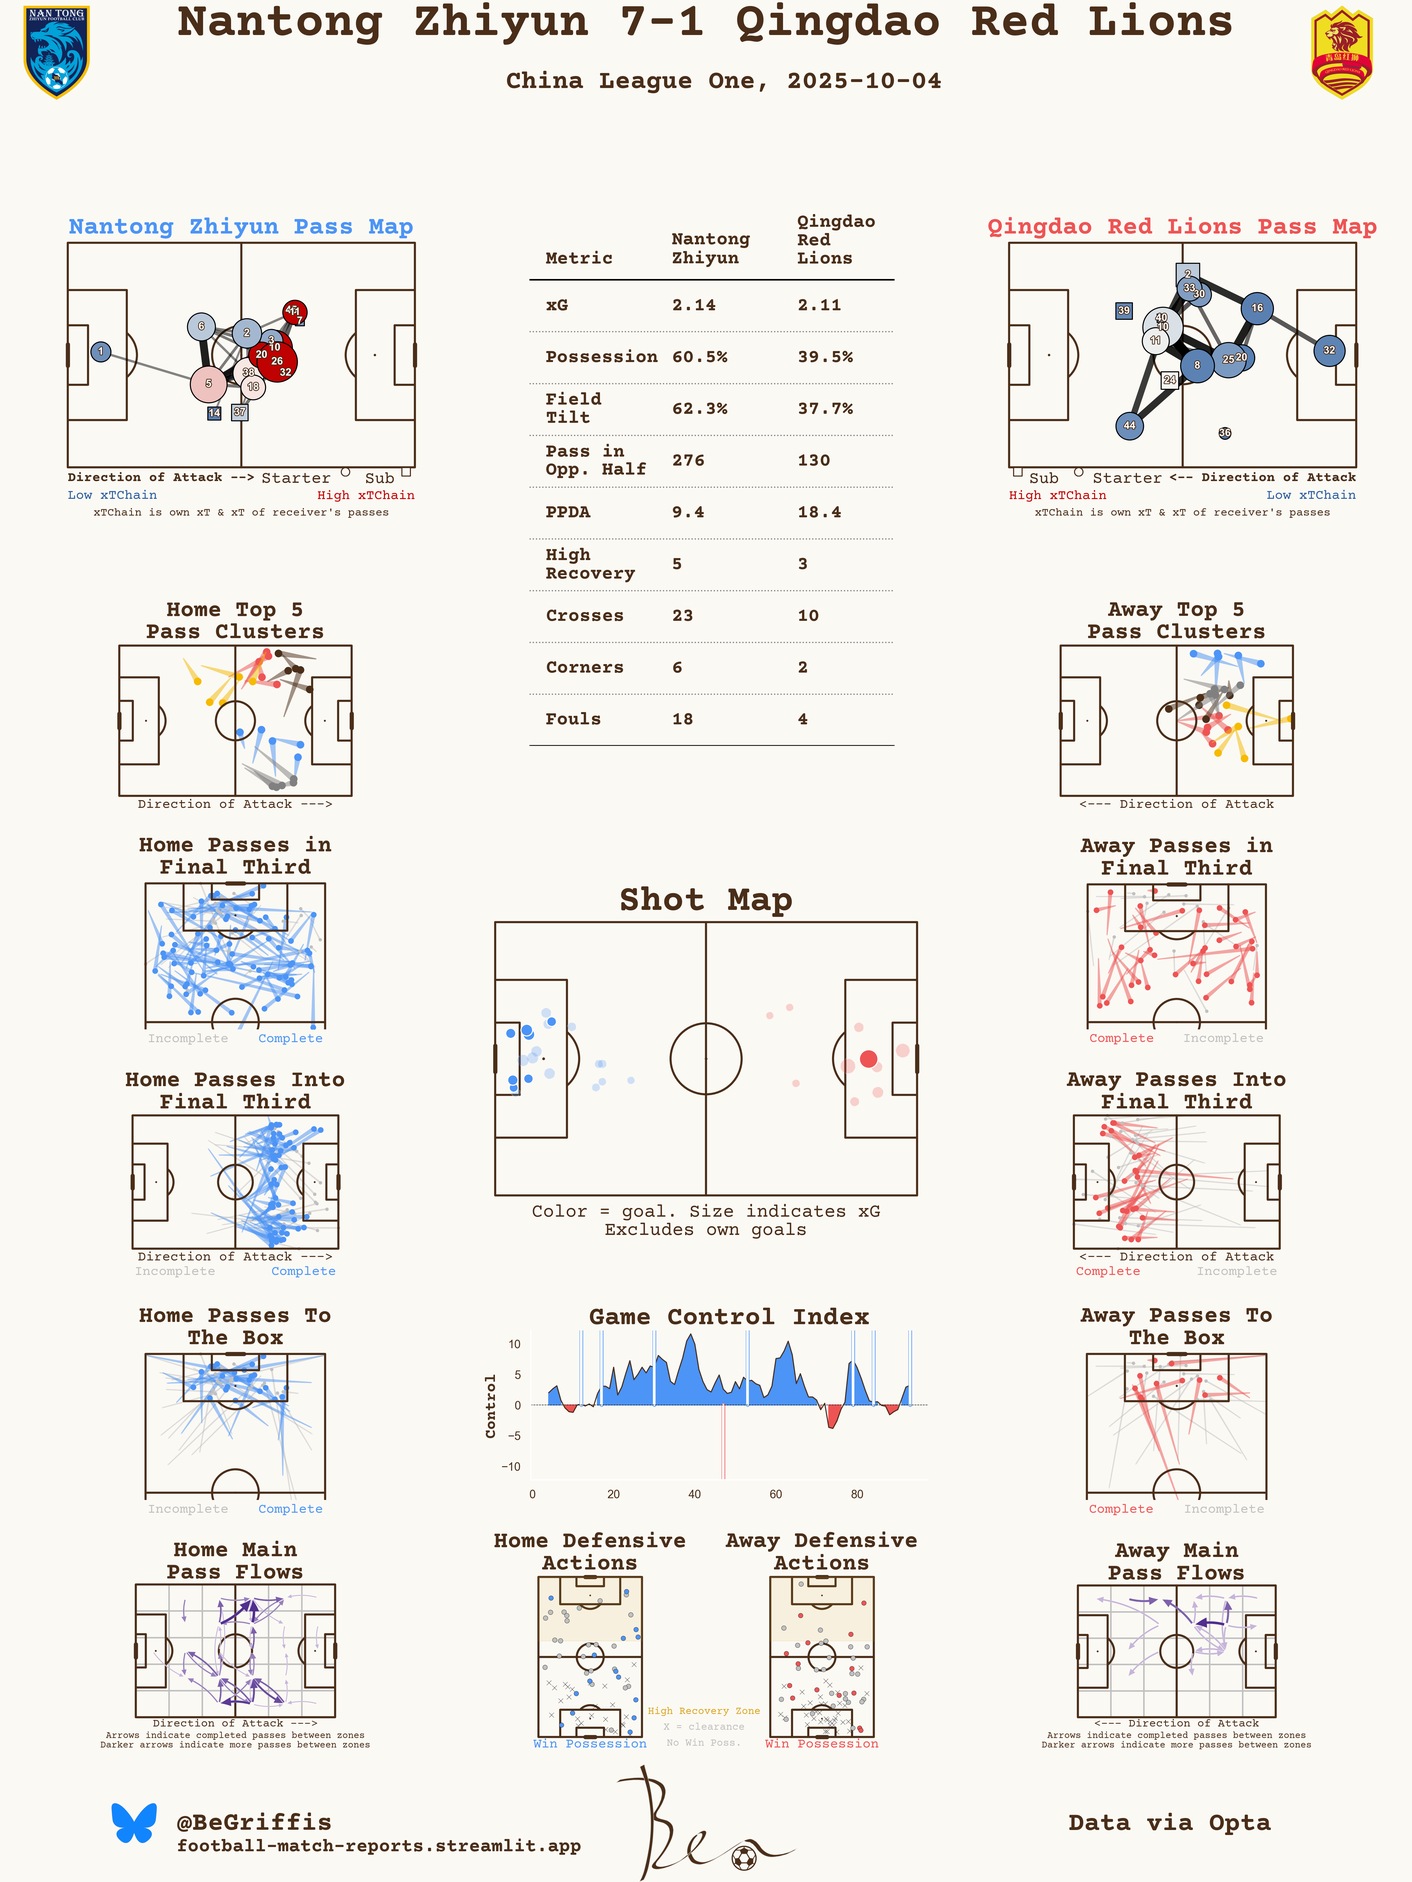 Nantong Zhiyun 7-1 Qingdao Red Lions
China League One, 2025-10-04
NAN TONG
ZHIYUN FOOTBALL CLUB
青岛红狮
Nantong Zhiyun Pass Map
1
6
2
3
11
7
10
20
26
32
38
18
5
14
37
Direction of Attack --> Starter Sub
Low xTChain High xTChain
xTChain is own xT & xT of receiver's passes
Metric Nantong Zhiyun Qingdao Red Lions
xG 2.14 2.11
Possession 60.5% 39.5%
Field Tilt 62.3% 37.7%
Pass in Opp. Half 276 130
PPDA 9.4 18.4
High Recovery 5 3
Crosses 23 10
Corners 6 2
Fouls 18 4
Qingdao Red Lions Pass Map
2
33
30
39
16
40
10
11
32
8
25
20
24
44
36
Sub Starter <-- Direction of Attack
High xTChain Low xTChain
xTChain is own xT & xT of receiver's passes
Home Top 5
Pass Clusters
Direction of Attack --->
Away Top 5
Pass Clusters
<--- Direction of Attack
Home Passes in
Final Third
Incomplete Complete
Away Passes in
Final Third
Complete Incomplete
Shot Map
Color = goal. Size indicates xG
Excludes own goals
Home Passes Into
Final Third
Direction of Attack --->
Incomplete Complete
Away Passes Into
Final Third
<--- Direction of Attack
Complete Incomplete
Home Passes To
The Box
Incomplete Complete
Game Control Index
Control
10
5
0
−5
−10
0 20 40 60 80
Away Passes To
The Box
Complete Incomplete
Home Main
Pass Flows
Direction of Attack --->
Arrows indicate completed passes between zones
Darker arrows indicate more passes between zones
Home Defensive
Actions
Win Possession
High Recovery Zone
X = clearance
No Win Poss.
Away Defensive
Actions
Win Possession
Away Main
Pass Flows
<--- Direction of Attack
Arrows indicate completed passes between zones
Darker arrows indicate more passes between zones
@BeGriffis
football-match-reports.streamlit.app
Ben
Data via Opta